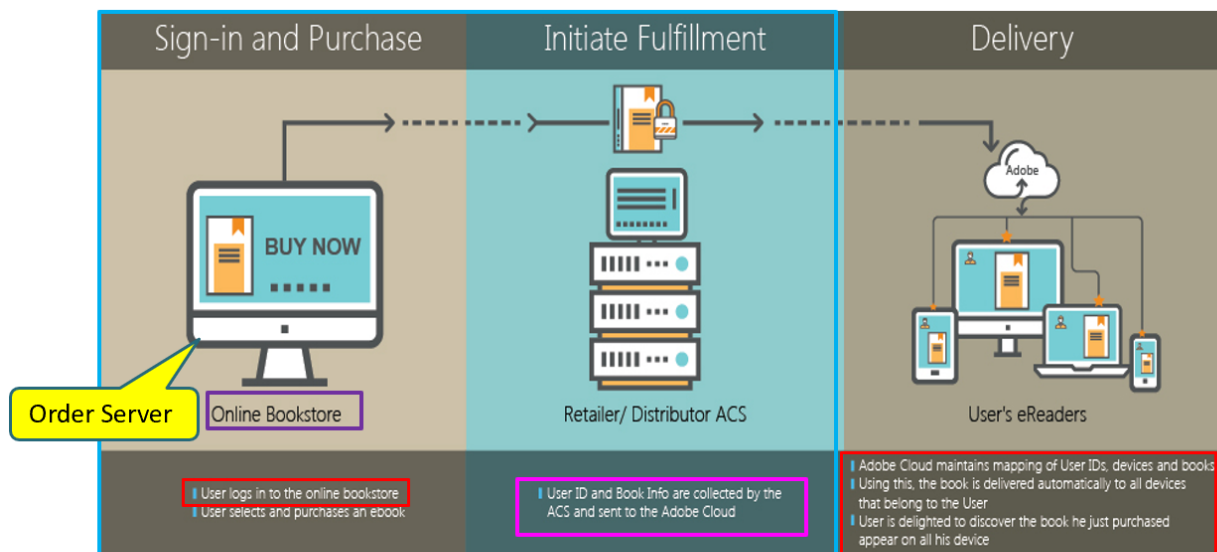 Sign-in and Purchase
Initiate Fulfillment
Delivery
Adobe
BUY NOW
Order Server
Online Bookstore
Retailer/ Distributor ACS
User's eReaders
User logs in to the online bookstore
User selects and purchases an ebook
User ID and Book Info are collected by the
ACS and sent to the Adobe Cloud
Adobe Cloud maintains mapping of User IDs, devices and books
Using this, the book is delivered automatically to all devices
that belong to the User
User is delighted to discover the book he just purchased
appear on all his device